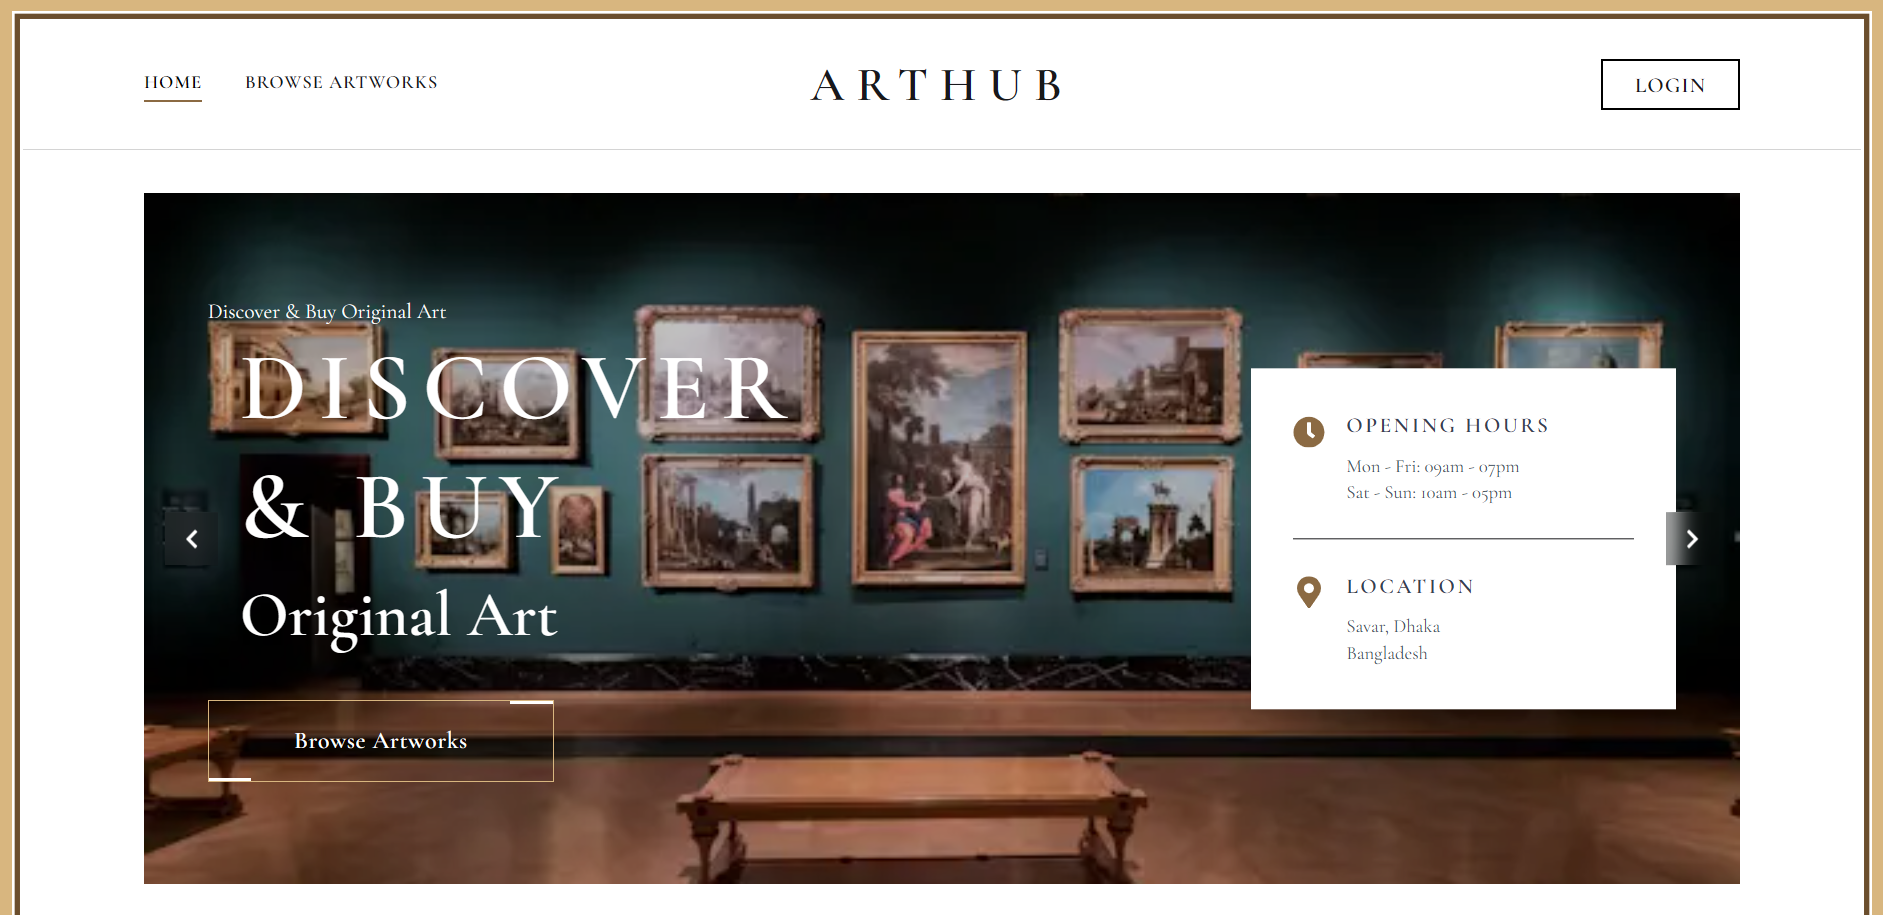 HOME
BROWSE ARTWORKS
ARTHUB
LOGIN
Discover & Buy Original Art
DISCOVER
& BUY
Original Art
Browse Artworks
OPENING HOURS
Mon - Fri: 09am - 07pm
Sat - Sun: 10am - 05pm
LOCATION
Savar, Dhaka
Bangladesh